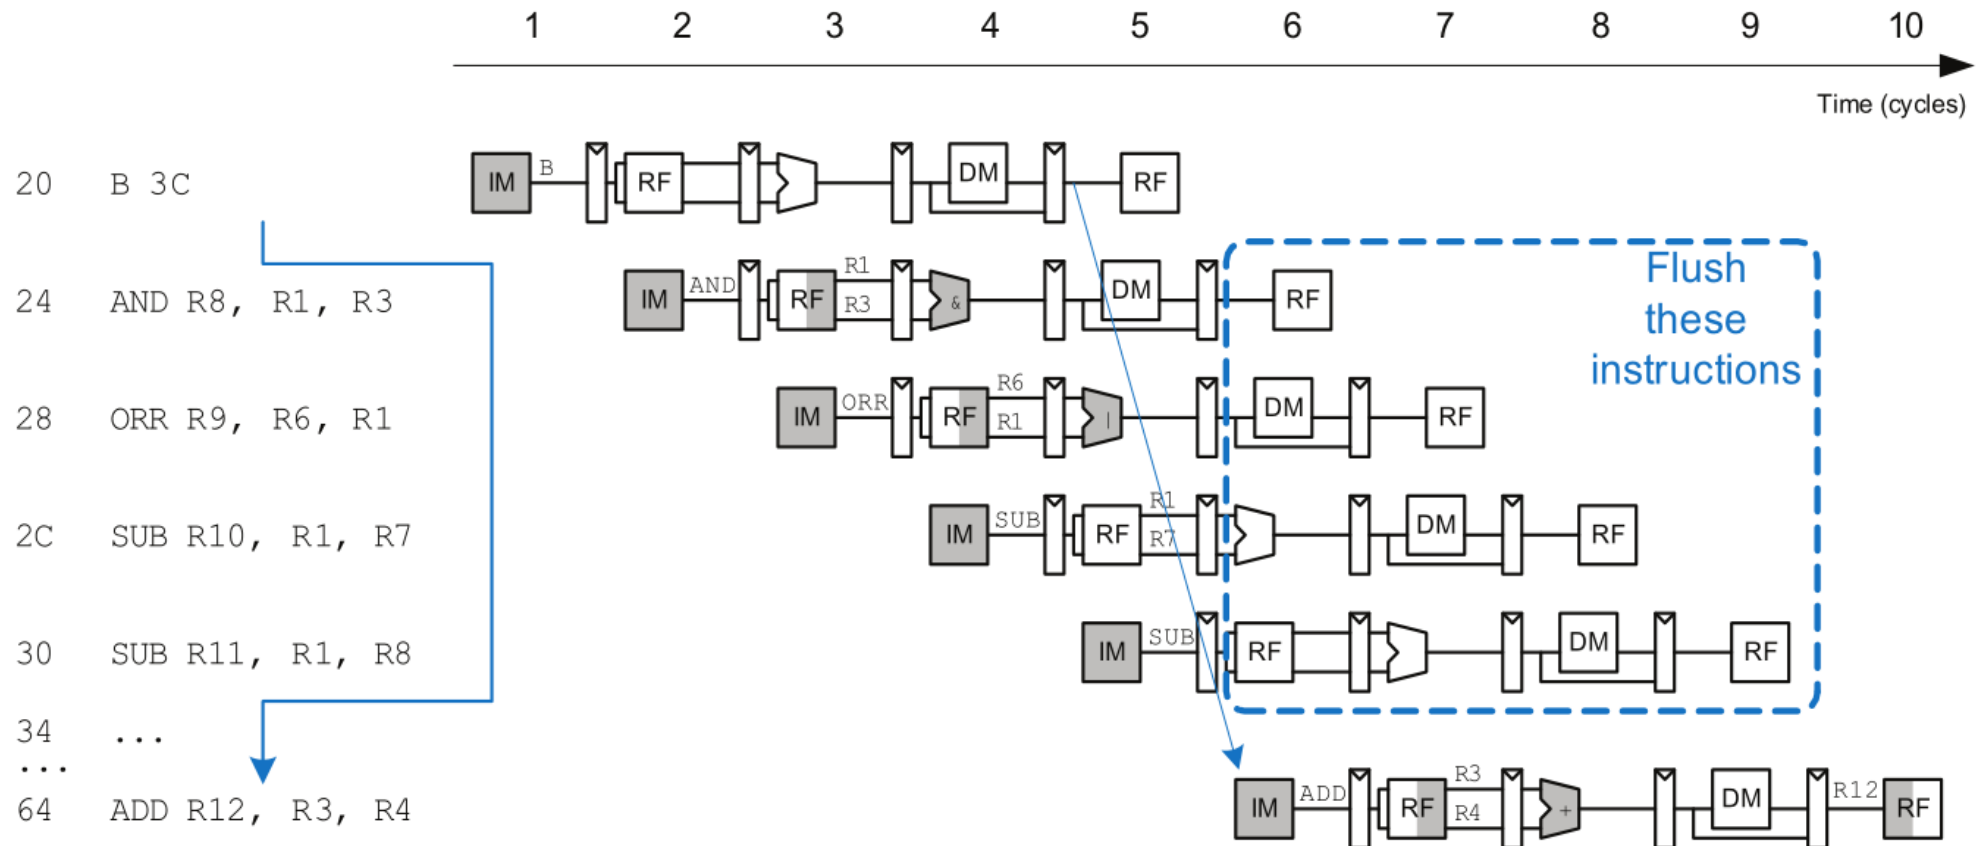 1 2 3 4 5 6 7 8 9 10
Time (cycles)
20 B 3C IM B RF DM RF
24 AND R8, R1, R3 IM AND RF R1 R3 & DM RF
Flush
these
instructions
28 ORR R9, R6, R1 IM ORR RF R6 R1 | DM RF
2C SUB R10, R1, R7 IM SUB RF R1 R7 DM RF
30 SUB R11, R1, R8 IM SUB RF DM RF
34 ...
...
64 ADD R12, R3, R4 IM ADD RF R3 R4 + DM R12 RF